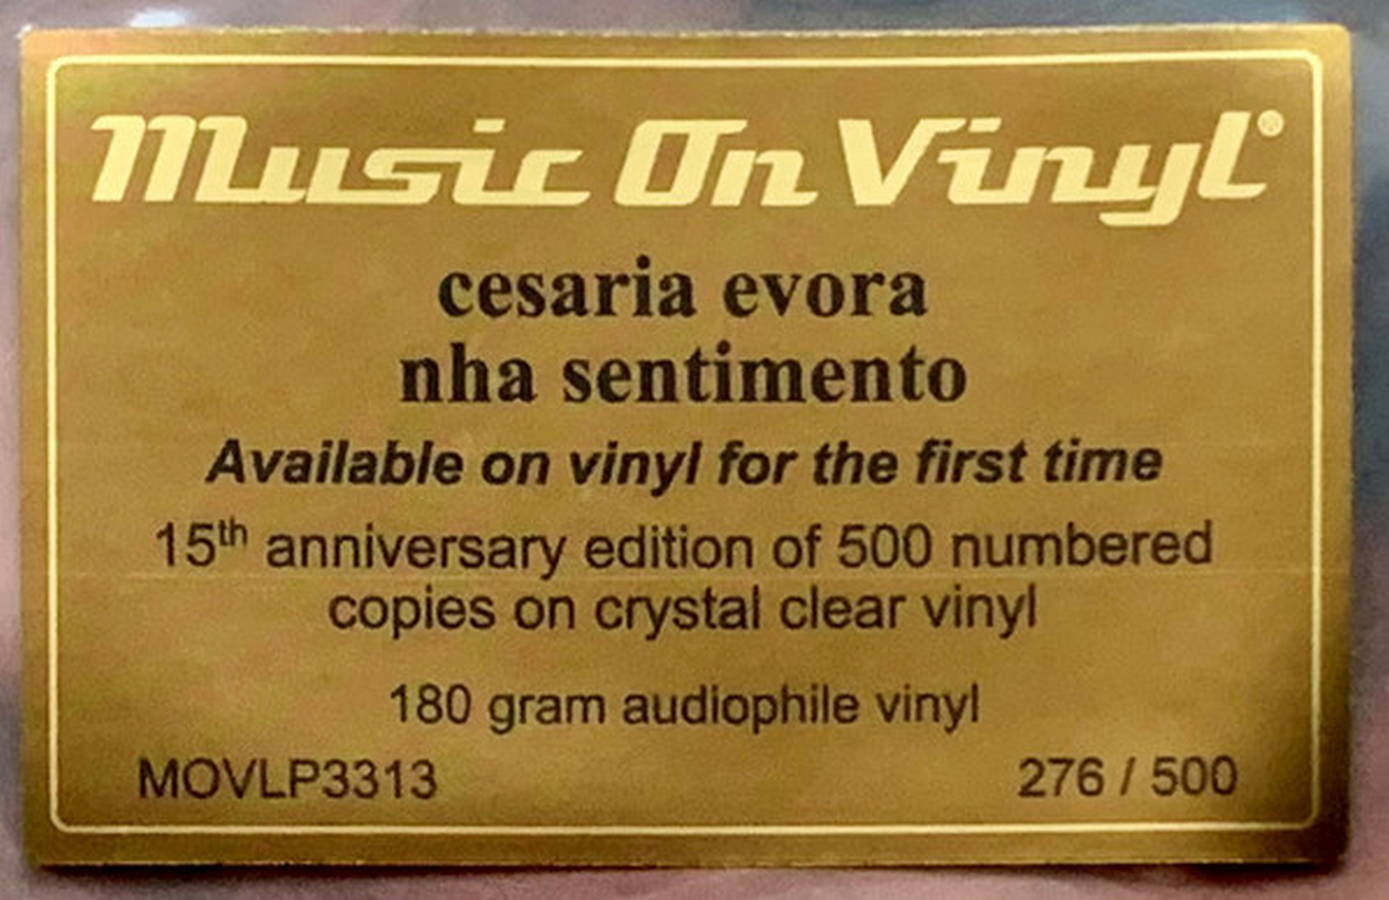 Music On Vinyl®
cesaria evora
nha sentimento
Available on vinyl for the first time
15th anniversary edition of 500 numbered
copies on crystal clear vinyl
180 gram audiophile vinyl
MOVLP3313 276 / 500